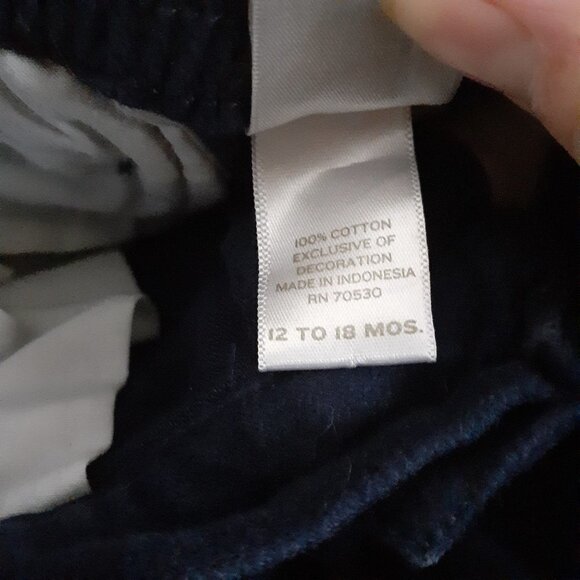 100% COTTON
EXCLUSIVE OF
DECORATION
MADE IN INDONESIA
RN 70530
12 TO 18 MOS.